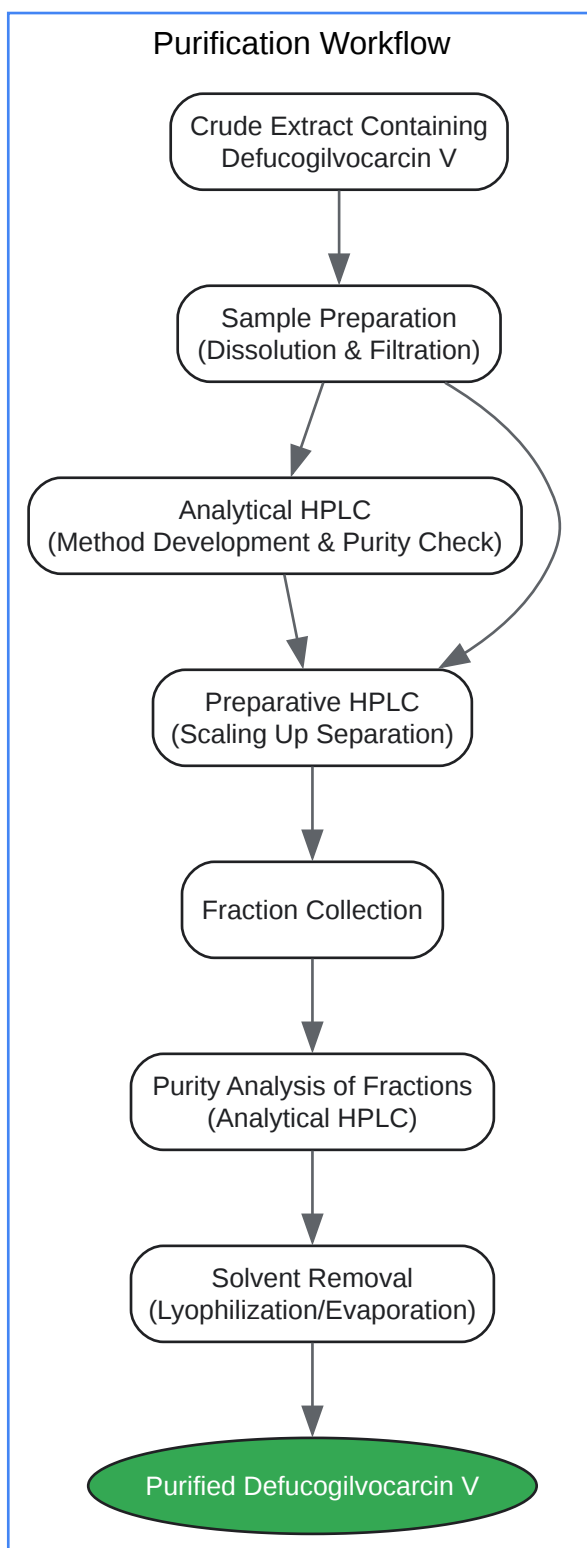 Purification Workflow
Crude Extract Containing
Defucogilvocarcin V
Sample Preparation
(Dissolution & Filtration)
Analytical HPLC
(Method Development & Purity Check)
Preparative HPLC
(Scaling Up Separation)
Fraction Collection
Purity Analysis of Fractions
(Analytical HPLC)
Solvent Removal
(Lyophilization/Evaporation)
Purified Defucogilvocarcin V